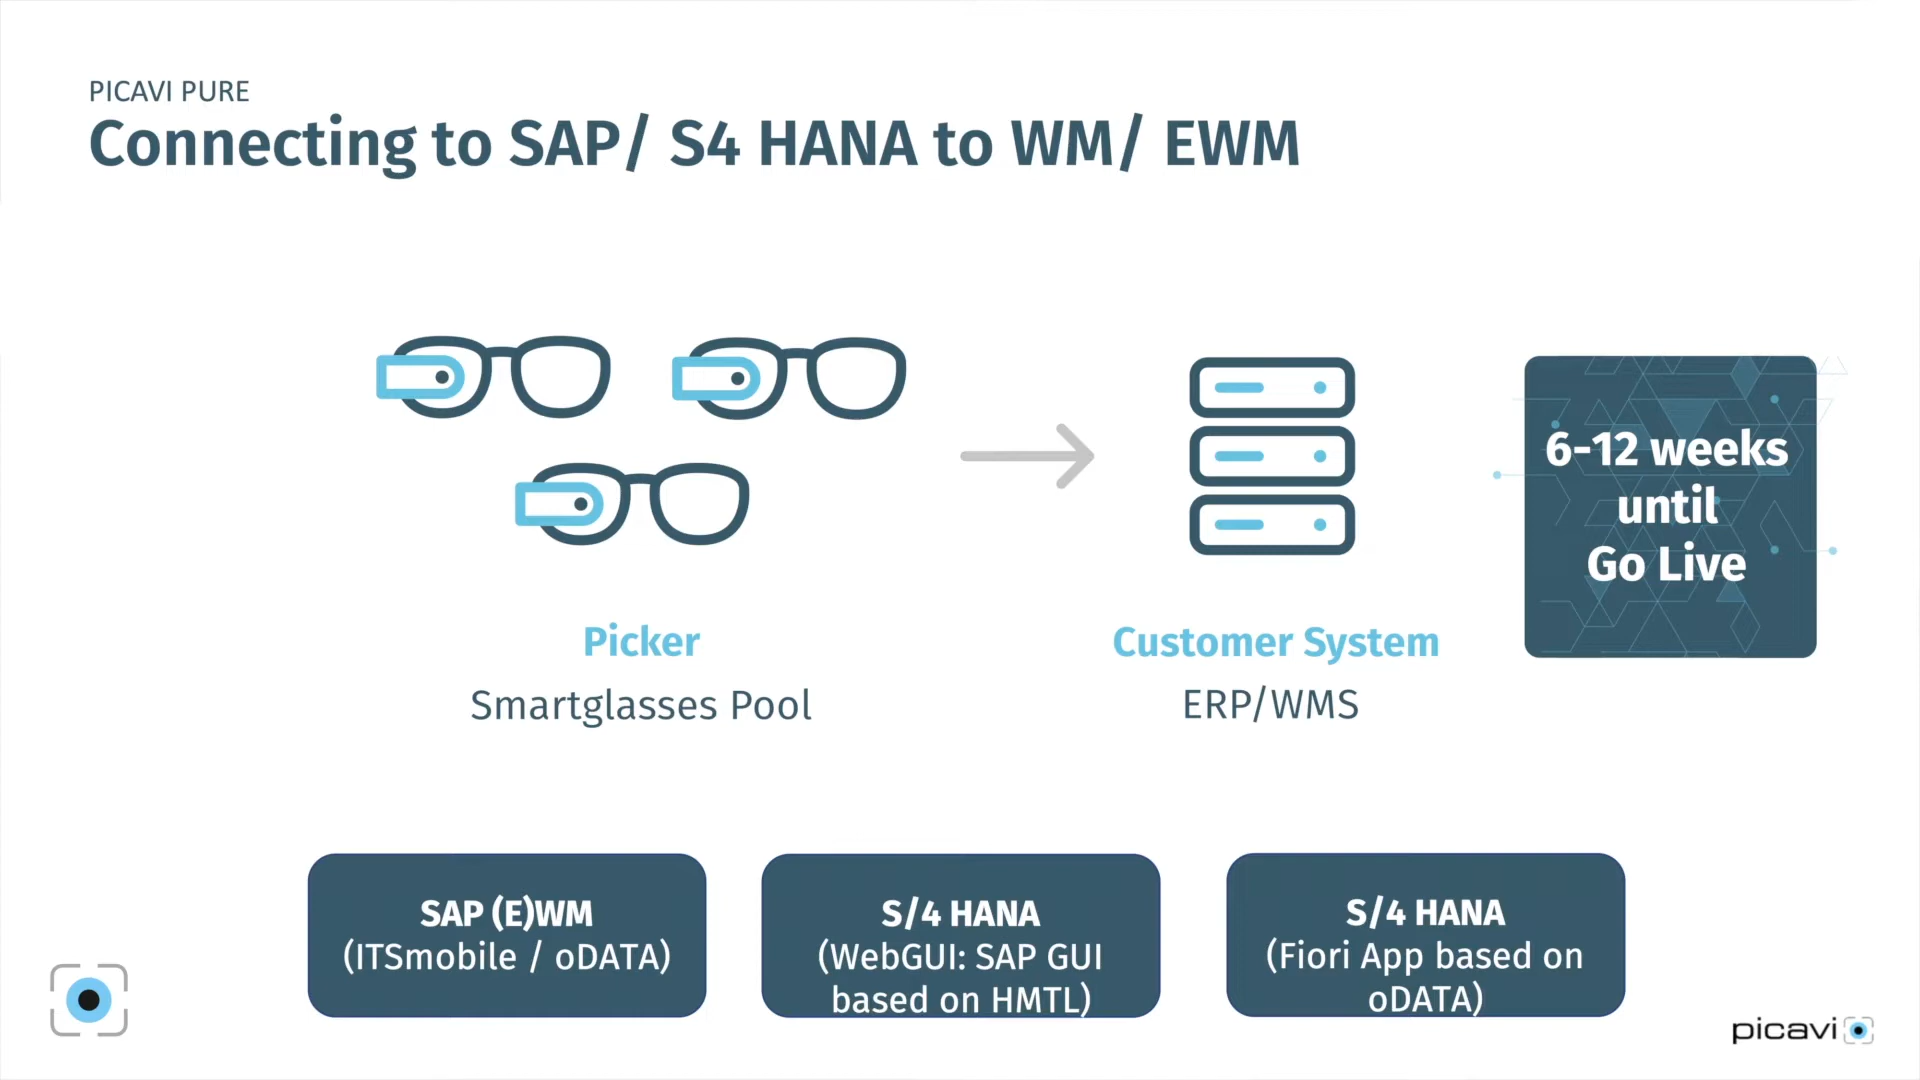 PICAVI PURE
Connecting to SAP/ S4 HANA to WM/ EWM
6-12 weeks
until
Go Live
Picker
Smartglasses Pool
Customer System
ERP/WMS
SAP (E)WM
(ITSmobile / oDATA)
S/4 HANA
(WebGUI: SAP GUI
based on HMTL)
S/4 HANA
(Fiori App based on
oDATA)
picavi